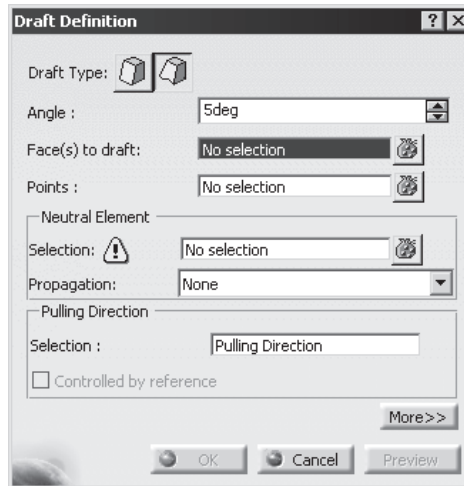 Draft Definition ? X
Draft Type:
Angle : 5deg
Face(s) to draft: No selection
Points : No selection
Neutral Element
Selection: No selection
Propagation: None
Pulling Direction
Selection : Pulling Direction
Controlled by reference
More>>
OK Cancel Preview